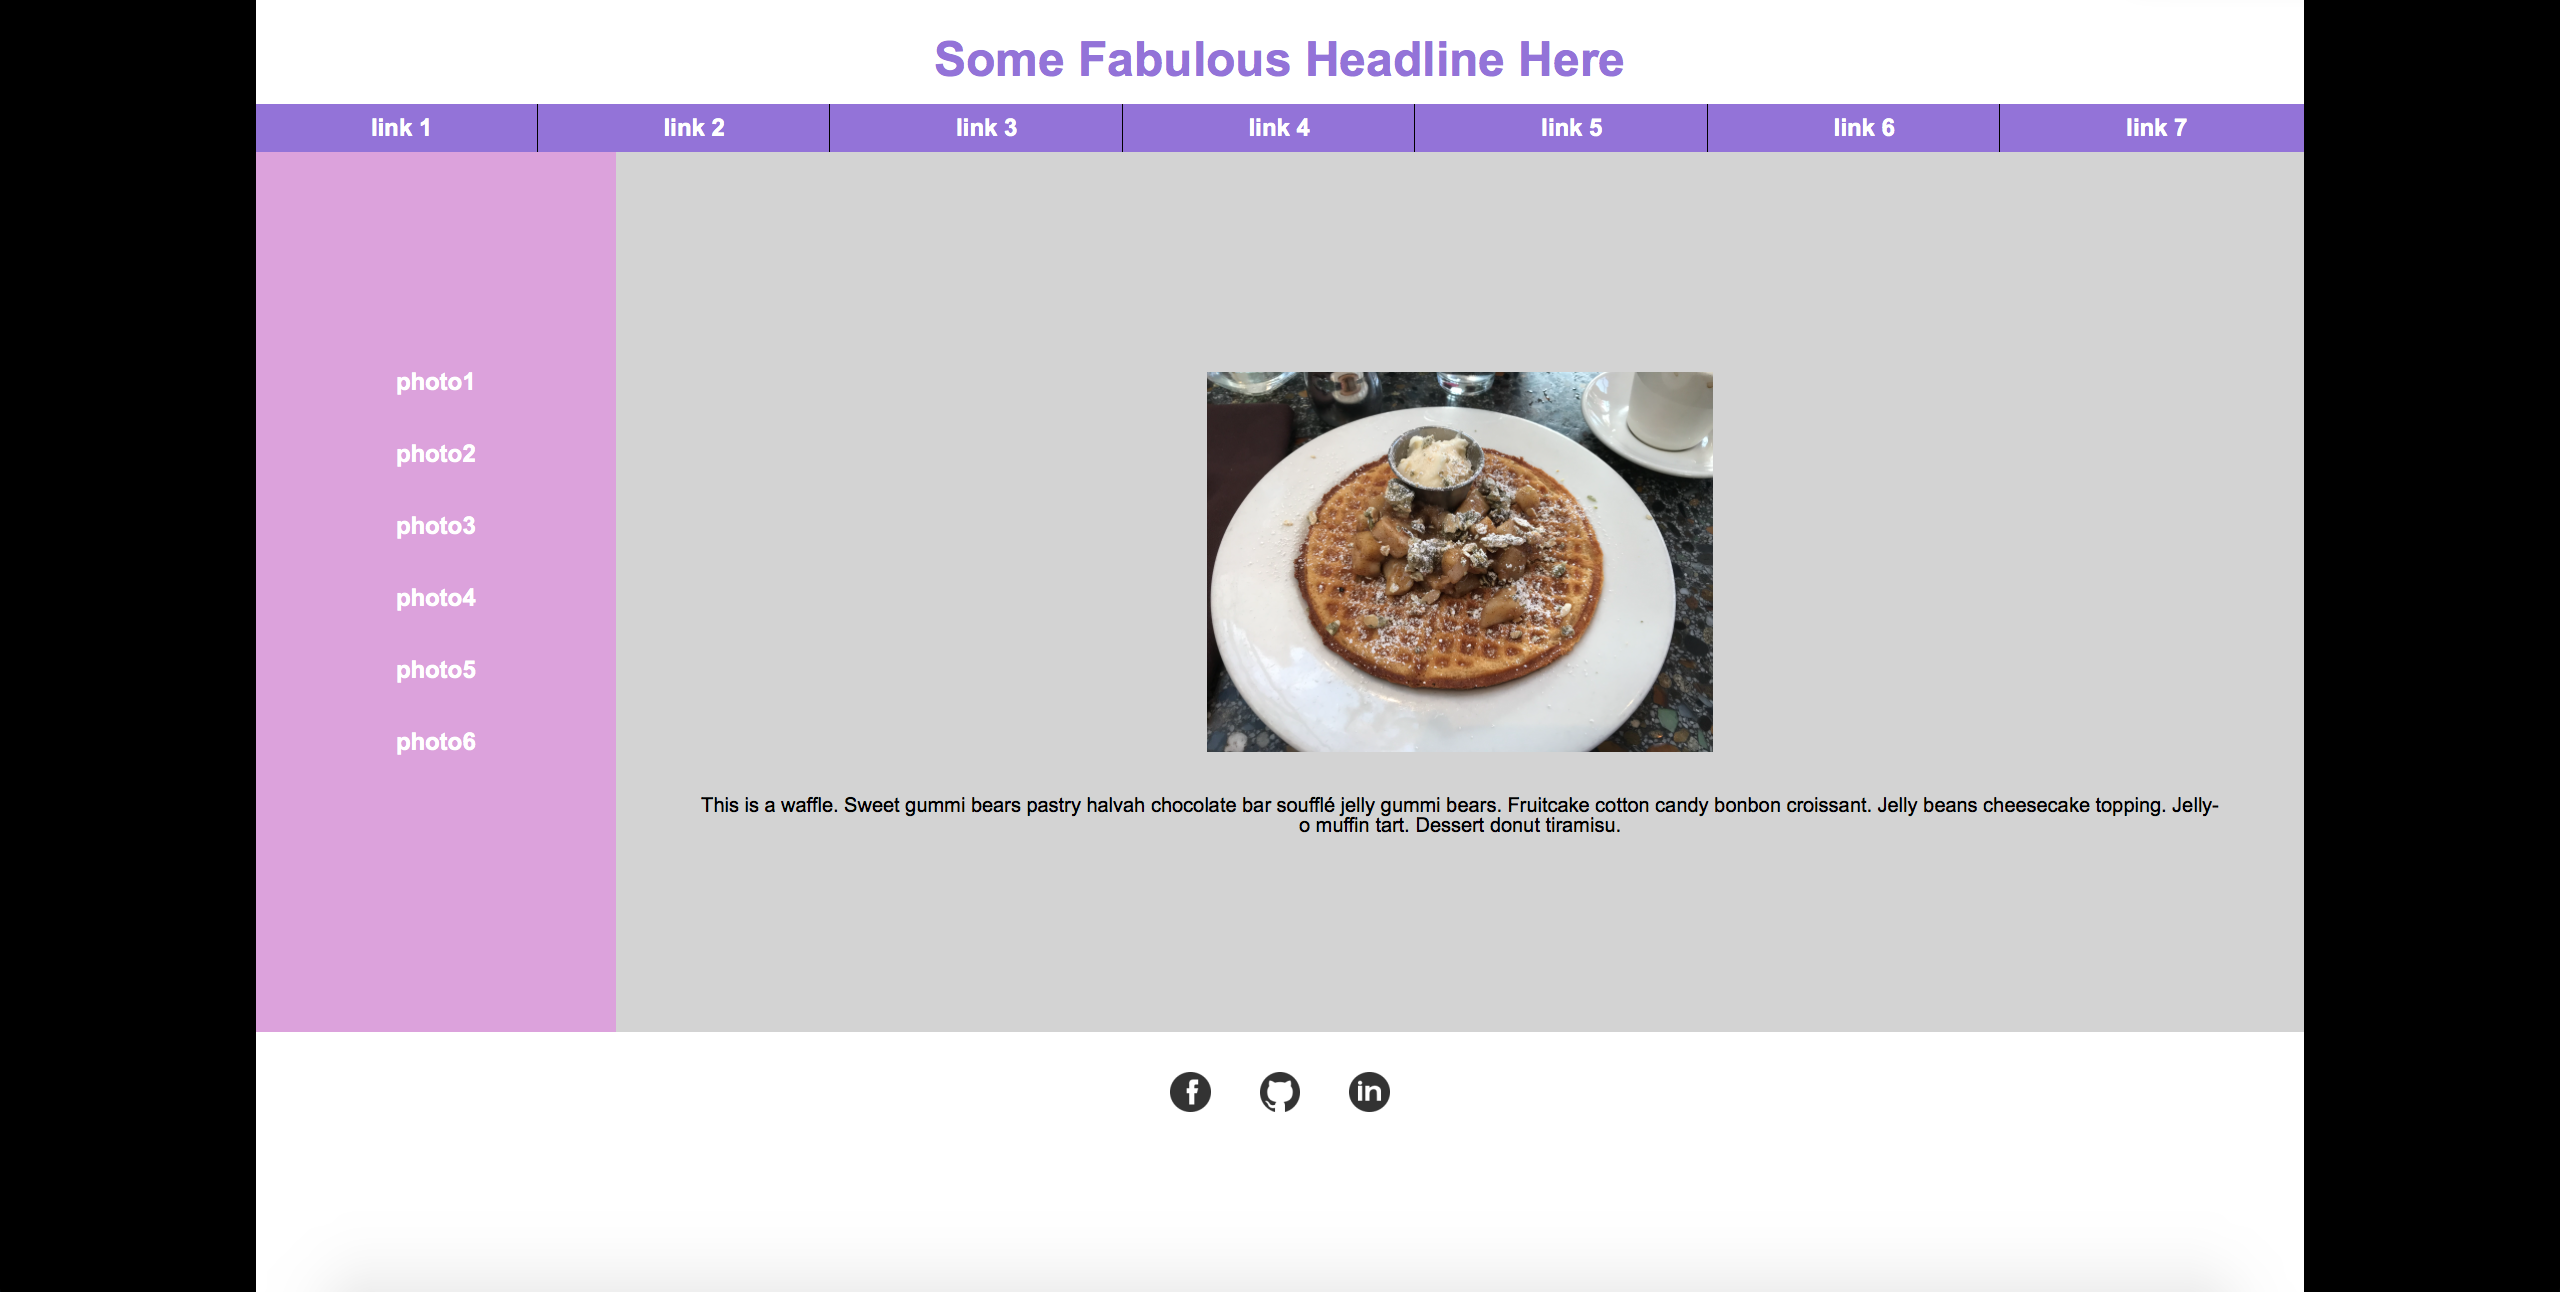 Some Fabulous Headline Here
link 1 link 2 link 3 link 4 link 5 link 6 link 7
photo1
photo2
photo3
photo4
photo5
photo6
This is a waffle. Sweet gummi bears pastry halvah chocolate bar soufflé jelly gummi bears. Fruitcake cotton candy bonbon croissant. Jelly beans cheesecake topping. Jelly-
o muffin tart. Dessert donut tiramisu.
f in